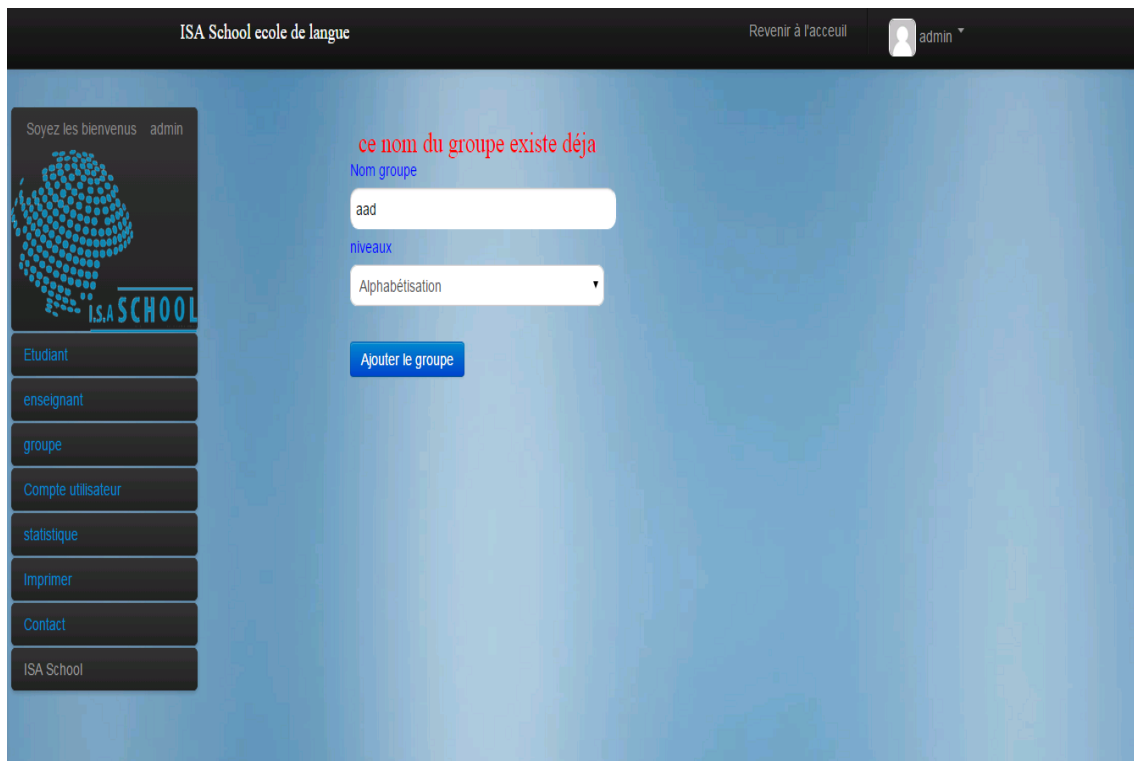 ISA School ecole de langue
Revenir à l'acceuil
admin
Soyez les bienvenus admin
I.S.A SCHOOL
Etudiant
enseignant
groupe
Compte utilisateur
statistique
Imprimer
Contact
ISA School
ce nom du groupe existe déja
Nom groupe
aad
niveaux
Alphabétisation
Ajouter le groupe